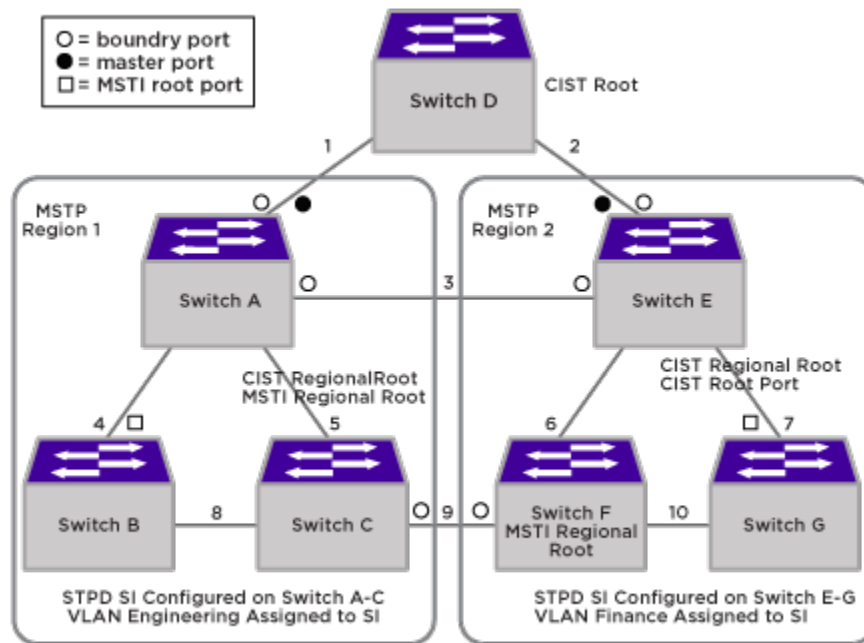 = boundry port
= master port
= MSTI root port
Switch D
CIST Root
1
2
MSTP
Region 1
MSTP
Region 2
Switch A
3
Switch E
CIST RegionalRoot
MSTI Regional Root
CIST Regional Root
CIST Root Port
4
5
6
7
Switch B
8
Switch C
9
Switch F
MSTI Regional
Root
10
Switch G
STPD SI Configured on Switch A-C
VLAN Engineering Assigned to SI
STPD SI Configured on Switch E-G
VLAN Finance Assigned to SI